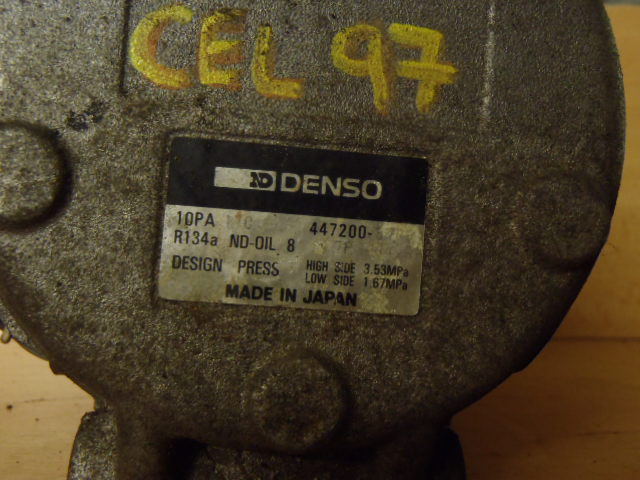 CEL 97
ND DENSO
10PA 447200-
R134a ND-OIL 8
DESIGN PRESS HIGH SIDE 3.53MPa
LOW SIDE 1.67MPa
MADE IN JAPAN